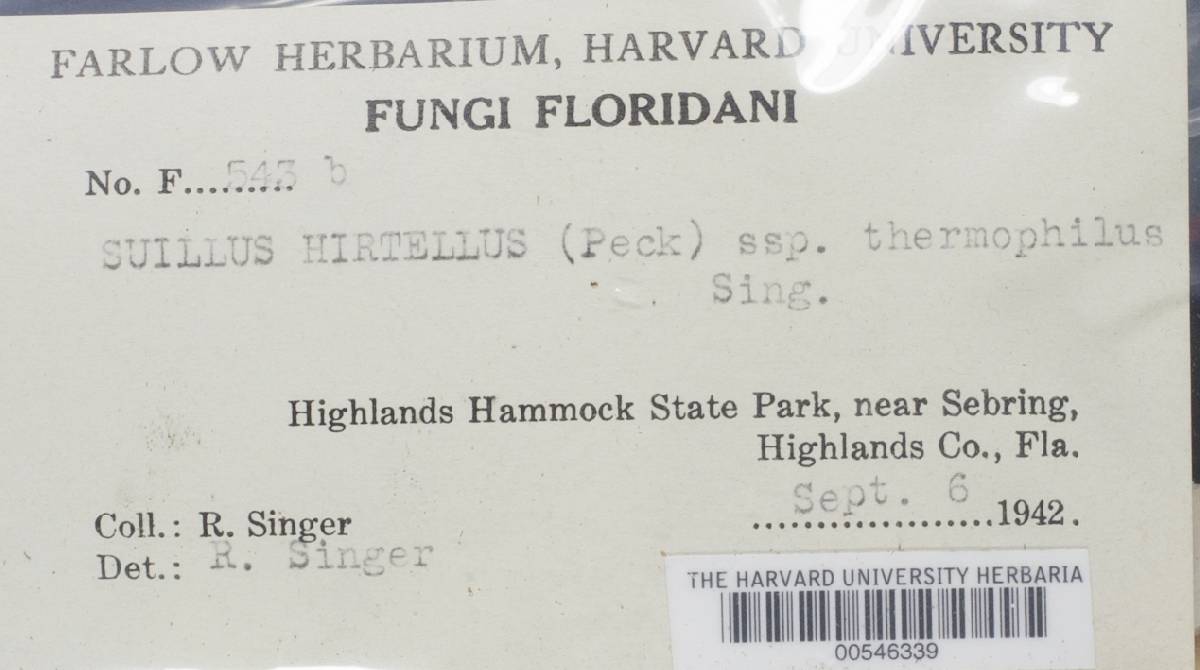 FARLOW HERBARIUM, HARVARD UNIVERSITY
FUNGI FLORIDANI
No. F.......... 543 b
SUILLUS HIRTELLUS (Peck) ssp. thermophilus
Sing.
Highlands Hammock State Park, near Sebring,
Highlands Co., Fla.
Sept. 6 ....................1942.
Coll.: R. Singer
Det.: R. Singer
THE HARVARD UNIVERSITY HERBARIA
00546339